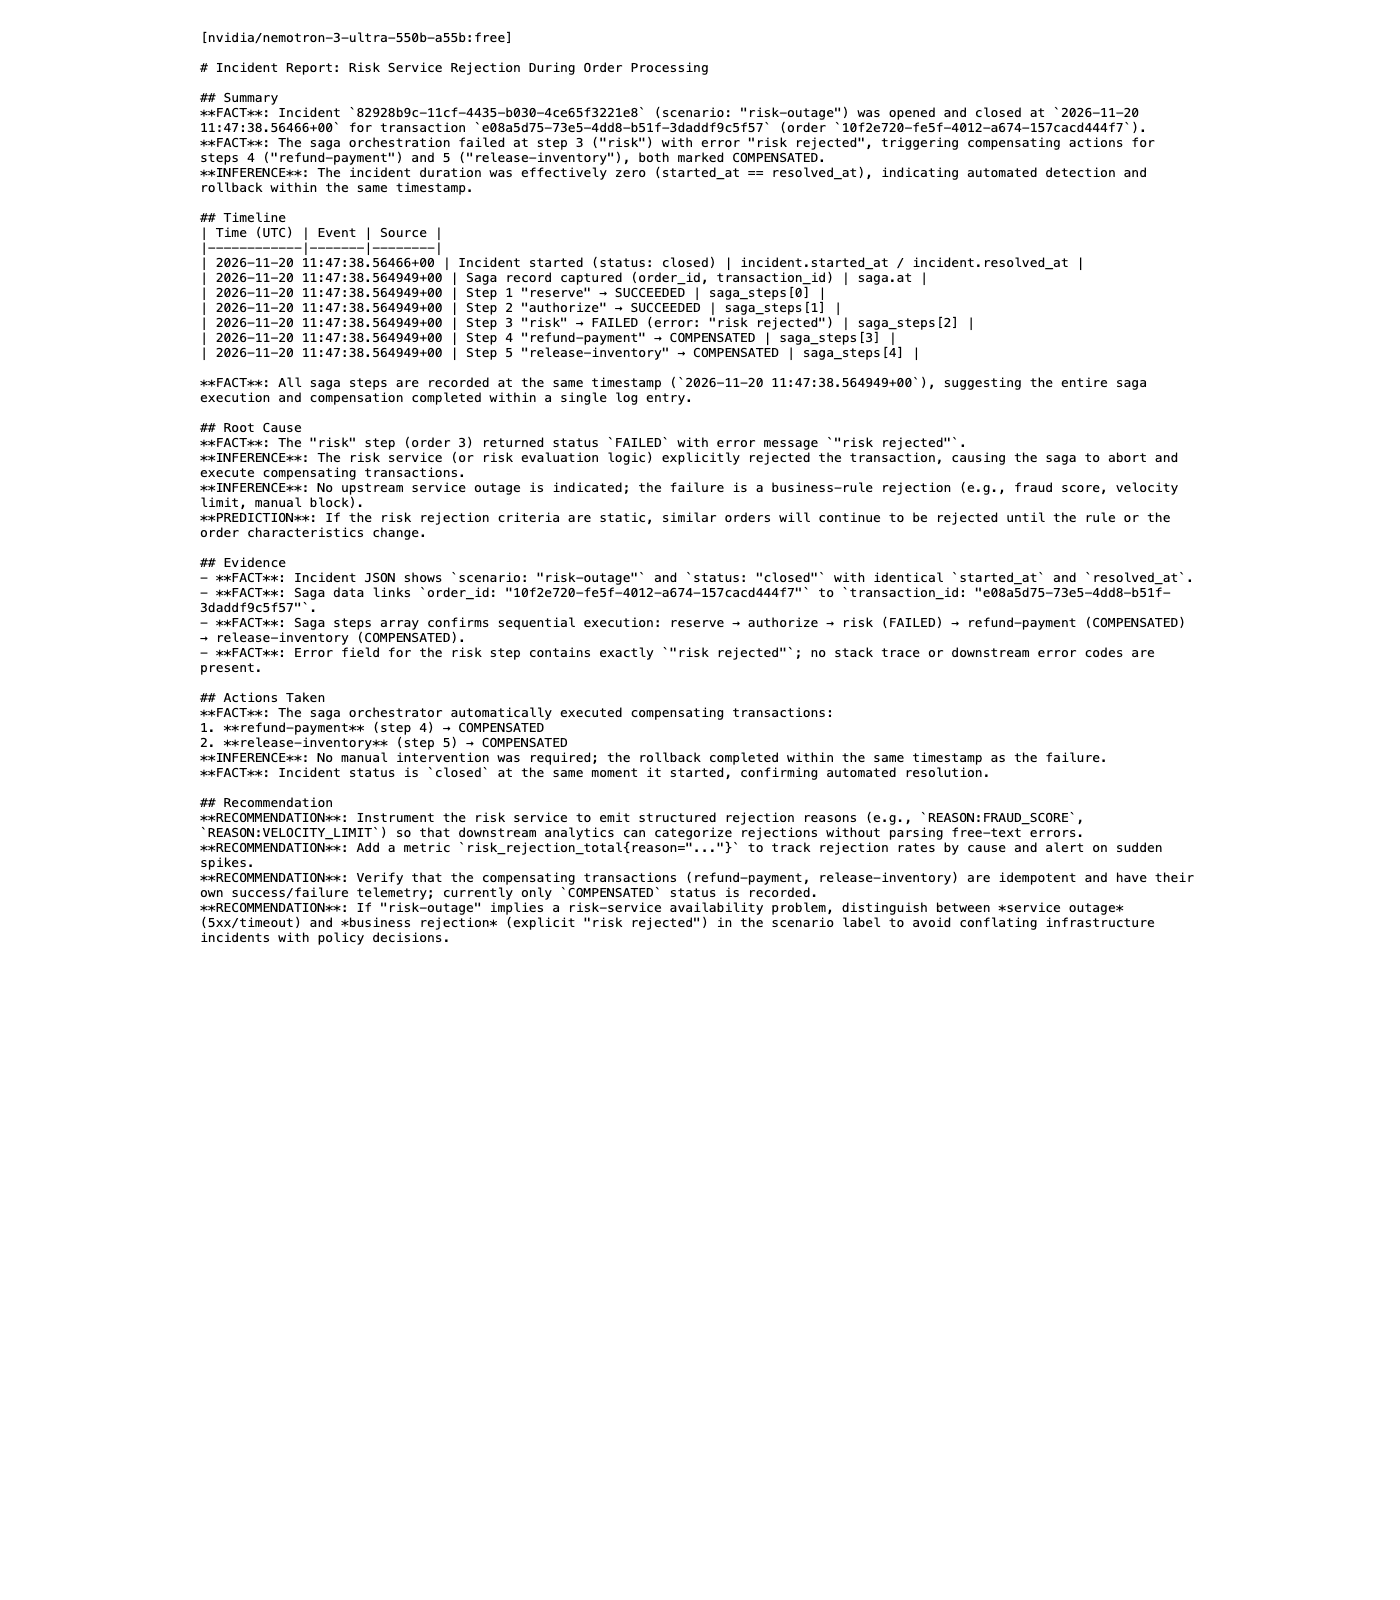 [nvidia/nemotron-3-ultra-550b-a55b:free]
# Incident Report: Risk Service Rejection During Order Processing
## Summary
**FACT**: Incident `82928b9c-11cf-4435-b030-4ce65f3221e8` (scenario: "risk-outage") was opened and closed at `2026-11-20
11:47:38.56466+00` for transaction `e08a5d75-73e5-4dd8-b51f-3daddf9c5f57` (order `10f2e720-fe5f-4012-a674-157cacd444f7`).
**FACT**: The saga orchestration failed at step 3 ("risk") with error "risk rejected", triggering compensating actions for
steps 4 ("refund-payment") and 5 ("release-inventory"), both marked COMPENSATED.
**INFERENCE**: The incident duration was effectively zero (started_at == resolved_at), indicating automated detection and
rollback within the same timestamp.
## Timeline
| Time (UTC) | Event | Source |
|------------|-------|--------|
| 2026-11-20 11:47:38.56466+00 | Incident started (status: closed) | incident.started_at / incident.resolved_at |
| 2026-11-20 11:47:38.564949+00 | Saga record captured (order_id, transaction_id) | saga.at |
| 2026-11-20 11:47:38.564949+00 | Step 1 "reserve" → SUCCEEDED | saga_steps[0] |
| 2026-11-20 11:47:38.564949+00 | Step 2 "authorize" → SUCCEEDED | saga_steps[1] |
| 2026-11-20 11:47:38.564949+00 | Step 3 "risk" → FAILED (error: "risk rejected") | saga_steps[2] |
| 2026-11-20 11:47:38.564949+00 | Step 4 "refund-payment" → COMPENSATED | saga_steps[3] |
| 2026-11-20 11:47:38.564949+00 | Step 5 "release-inventory" → COMPENSATED | saga_steps[4] |
**FACT**: All saga steps are recorded at the same timestamp (`2026-11-20 11:47:38.564949+00`), suggesting the entire saga
execution and compensation completed within a single log entry.
## Root Cause
**FACT**: The "risk" step (order 3) returned status `FAILED` with error message `"risk rejected"`.
**INFERENCE**: The risk service (or risk evaluation logic) explicitly rejected the transaction, causing the saga to abort and
execute compensating transactions.
**INFERENCE**: No upstream service outage is indicated; the failure is a business-rule rejection (e.g., fraud score, velocity
limit, manual block).
**PREDICTION**: If the risk rejection criteria are static, similar orders will continue to be rejected until the rule or the
order characteristics change.
## Evidence
- **FACT**: Incident JSON shows `scenario: "risk-outage"` and `status: "closed"` with identical `started_at` and `resolved_at`.
- **FACT**: Saga data links `order_id: "10f2e720-fe5f-4012-a674-157cacd444f7"` to `transaction_id: "e08a5d75-73e5-4dd8-b51f-
3daddf9c5f57"`.
- **FACT**: Saga steps array confirms sequential execution: reserve → authorize → risk (FAILED) → refund-payment (COMPENSATED)
→ release-inventory (COMPENSATED).
- **FACT**: Error field for the risk step contains exactly `"risk rejected"`; no stack trace or downstream error codes are
present.
## Actions Taken
**FACT**: The saga orchestrator automatically executed compensating transactions:
1. **refund-payment** (step 4) → COMPENSATED
2. **release-inventory** (step 5) → COMPENSATED
**INFERENCE**: No manual intervention was required; the rollback completed within the same timestamp as the failure.
**FACT**: Incident status is `closed` at the same moment it started, confirming automated resolution.
## Recommendation
**RECOMMENDATION**: Instrument the risk service to emit structured rejection reasons (e.g., `REASON:FRAUD_SCORE`,
`REASON:VELOCITY_LIMIT`) so that downstream analytics can categorize rejections without parsing free-text errors.
**RECOMMENDATION**: Add a metric `risk_rejection_total{reason="..."}` to track rejection rates by cause and alert on sudden
spikes.
**RECOMMENDATION**: Verify that the compensating transactions (refund-payment, release-inventory) are idempotent and have their
own success/failure telemetry; currently only `COMPENSATED` status is recorded.
**RECOMMENDATION**: If "risk-outage" implies a risk-service availability problem, distinguish between *service outage*
(5xx/timeout) and *business rejection* (explicit "risk rejected") in the scenario label to avoid conflating infrastructure
incidents with policy decisions.